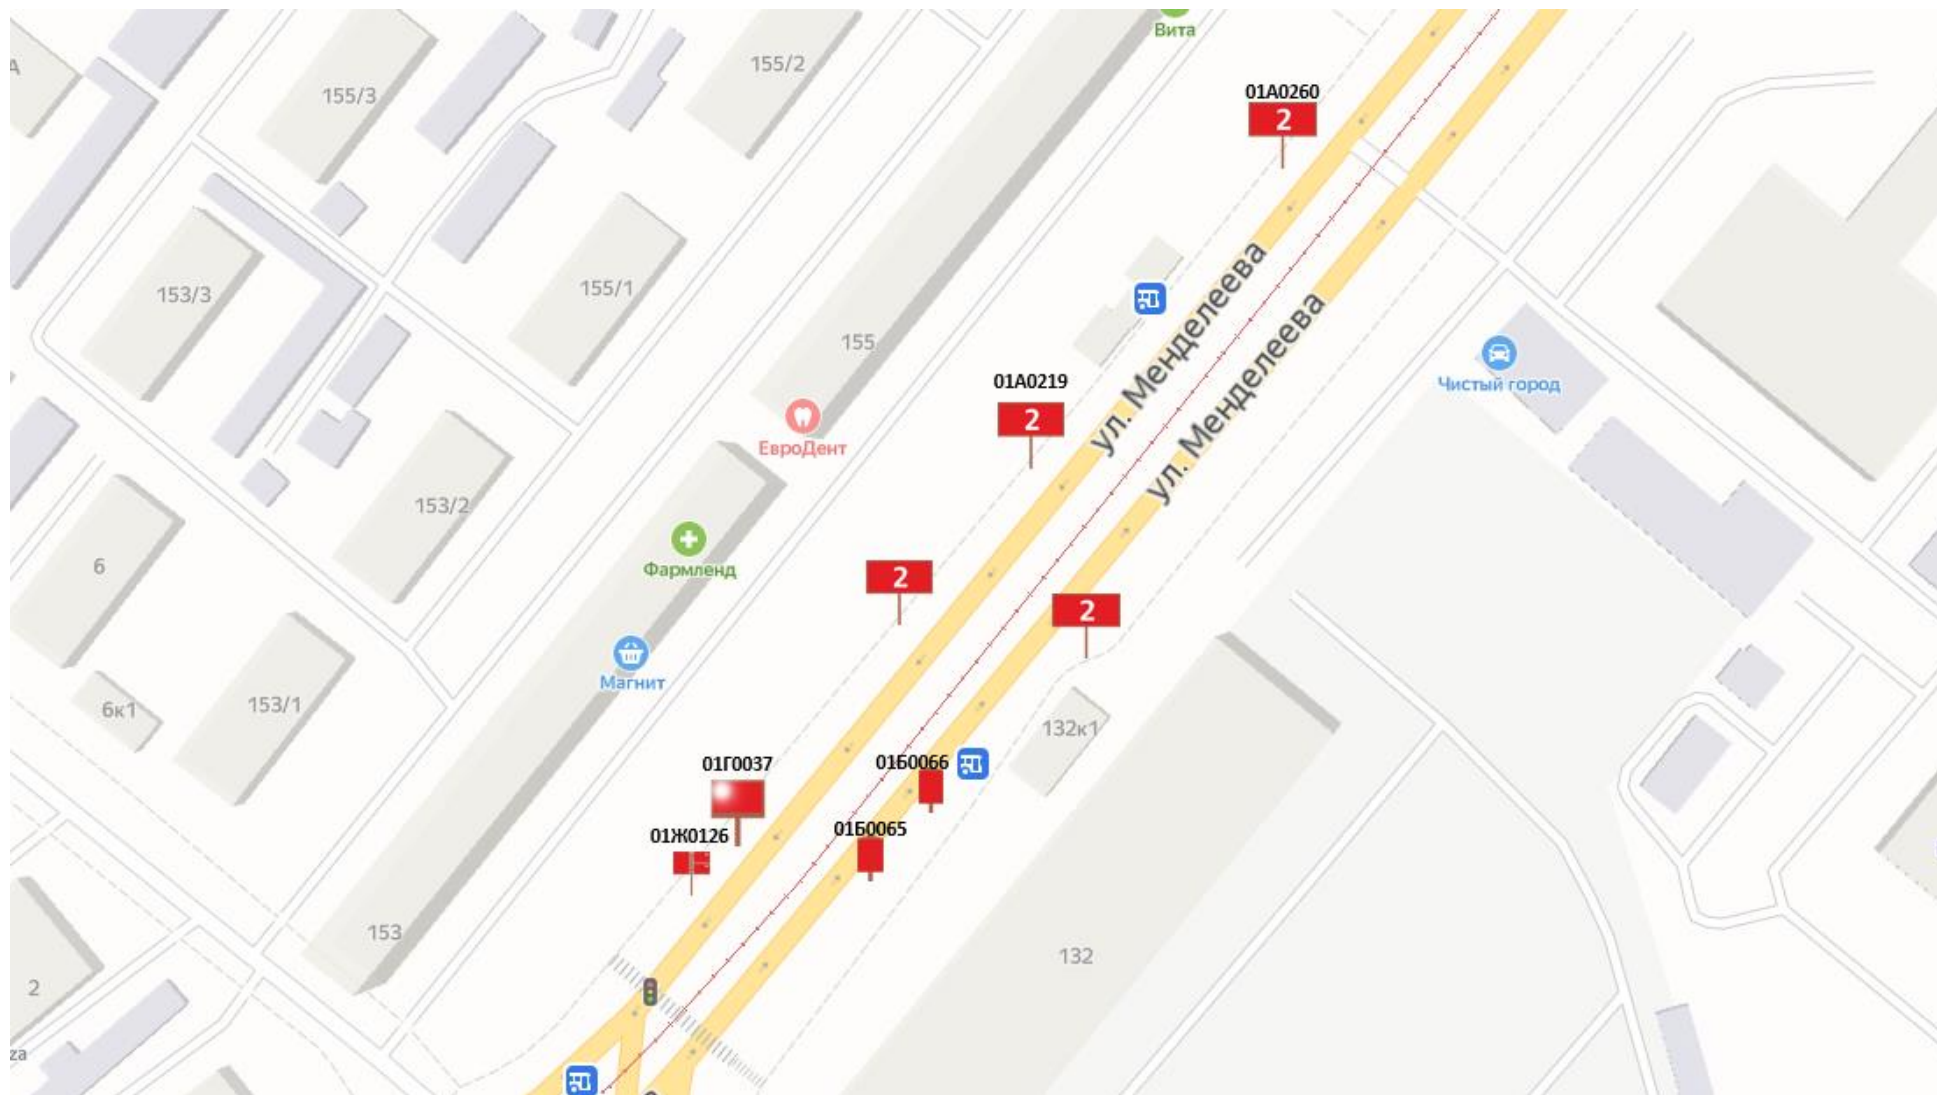 Вита
155/2
A
155/3
01А0260
2
153/3
155/1
155
ул. Менделеева
ул. Менделеева
Чистый город
01А0219
2
ЕвроДент
153/2
Фармленд
6
2
2
Магнит
153/1
6к1
132к1
01Г0037
01Б0066
01Ж0126
01Б0065
153
132
2
za